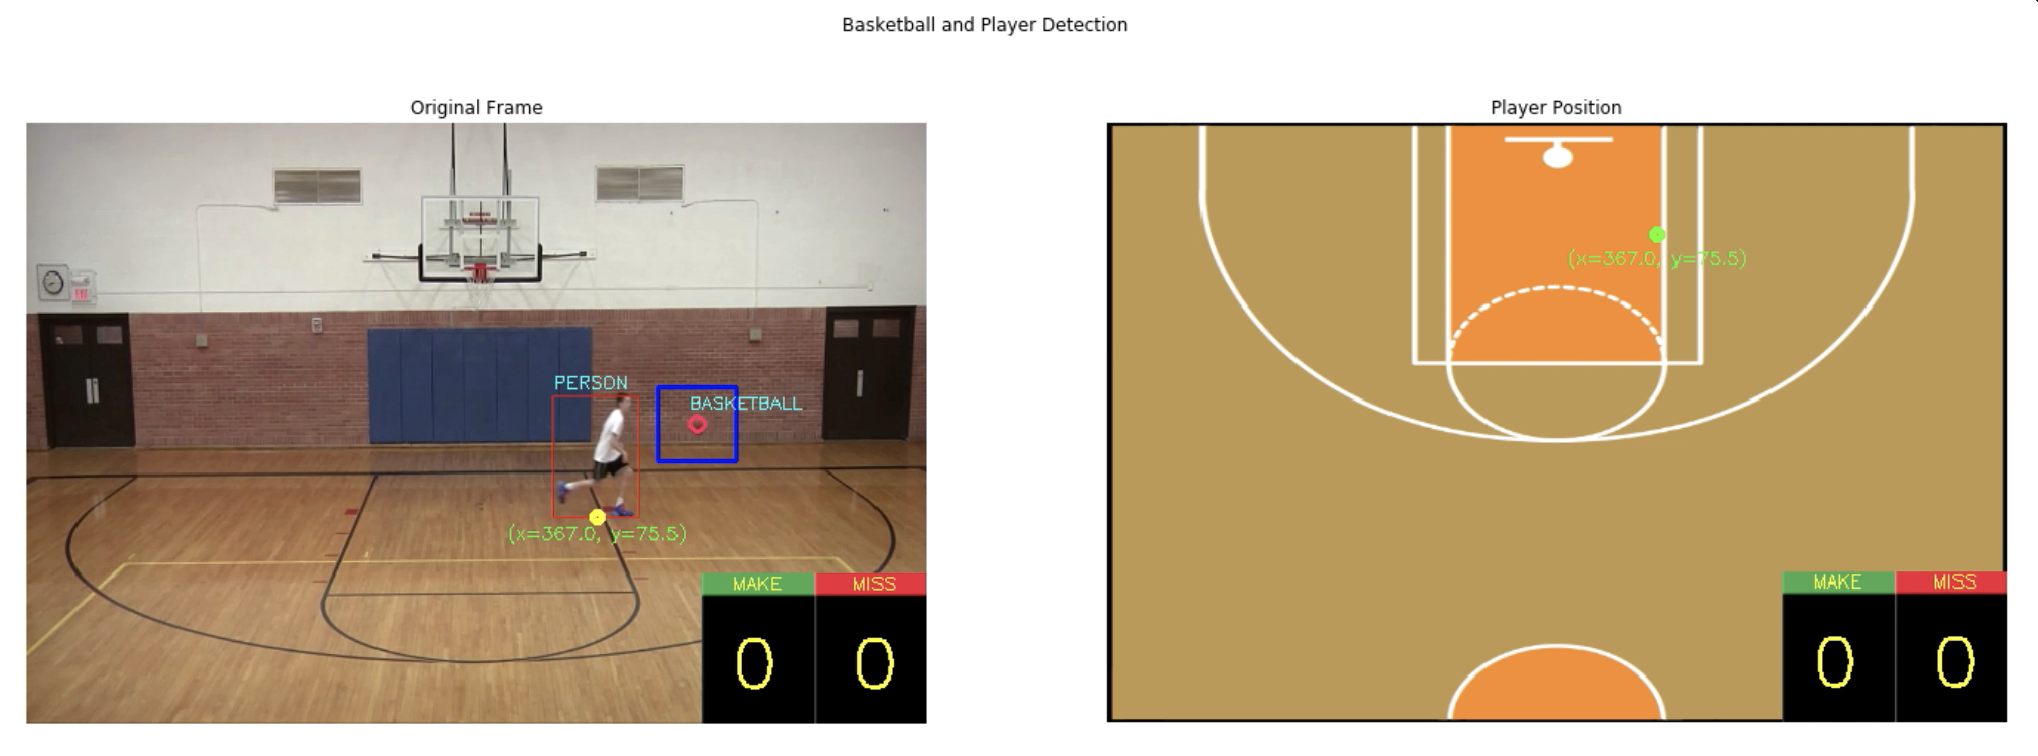 Basketball and Player Detection
Original Frame
PERSON
BASKETBALL
(x=367.0, y=75.5)
MAKE MISS
0 0
Player Position
(x=367.0, y=75.5)
MAKE MISS
0 0